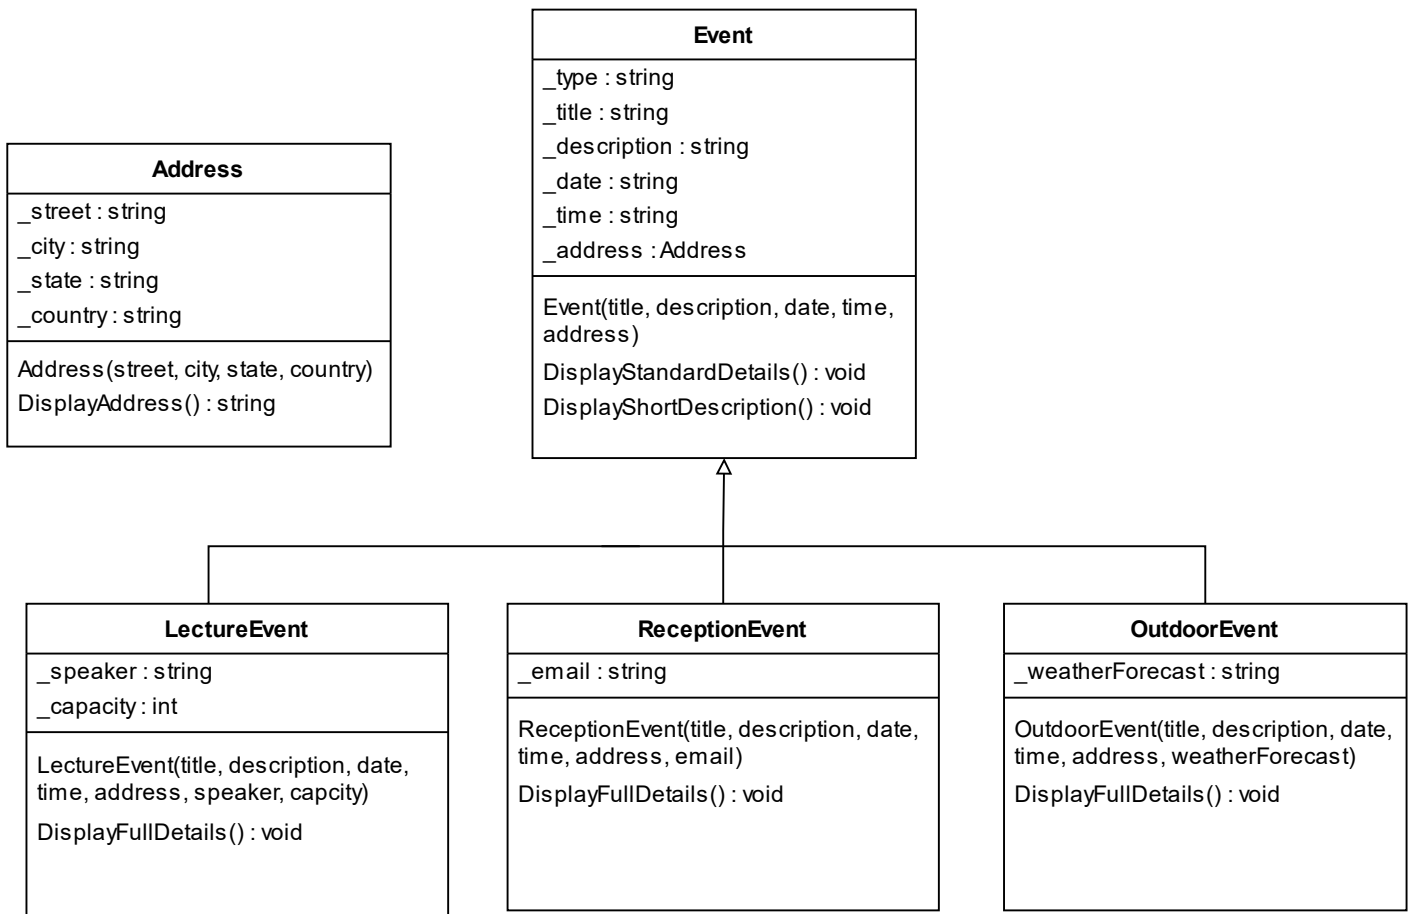 Event
_type : string
_title : string
_description : string
_date : string
_time : string
_address : Address
Event(title, description, date, time,
address)
DisplayStandardDetails() : void
DisplayShortDescription() : void
Address
_street : string
_city : string
_state : string
_country : string
Address(street, city, state, country)
DisplayAddress() : string
LectureEvent
_speaker : string
_capacity : int
LectureEvent(title, description, date,
time, address, speaker, capcity)
DisplayFullDetails() : void
ReceptionEvent
_email : string
ReceptionEvent(title, description, date,
time, address, email)
DisplayFullDetails() : void
OutdoorEvent
_weatherForecast : string
OutdoorEvent(title, description, date,
time, address, weatherForecast)
DisplayFullDetails() : void